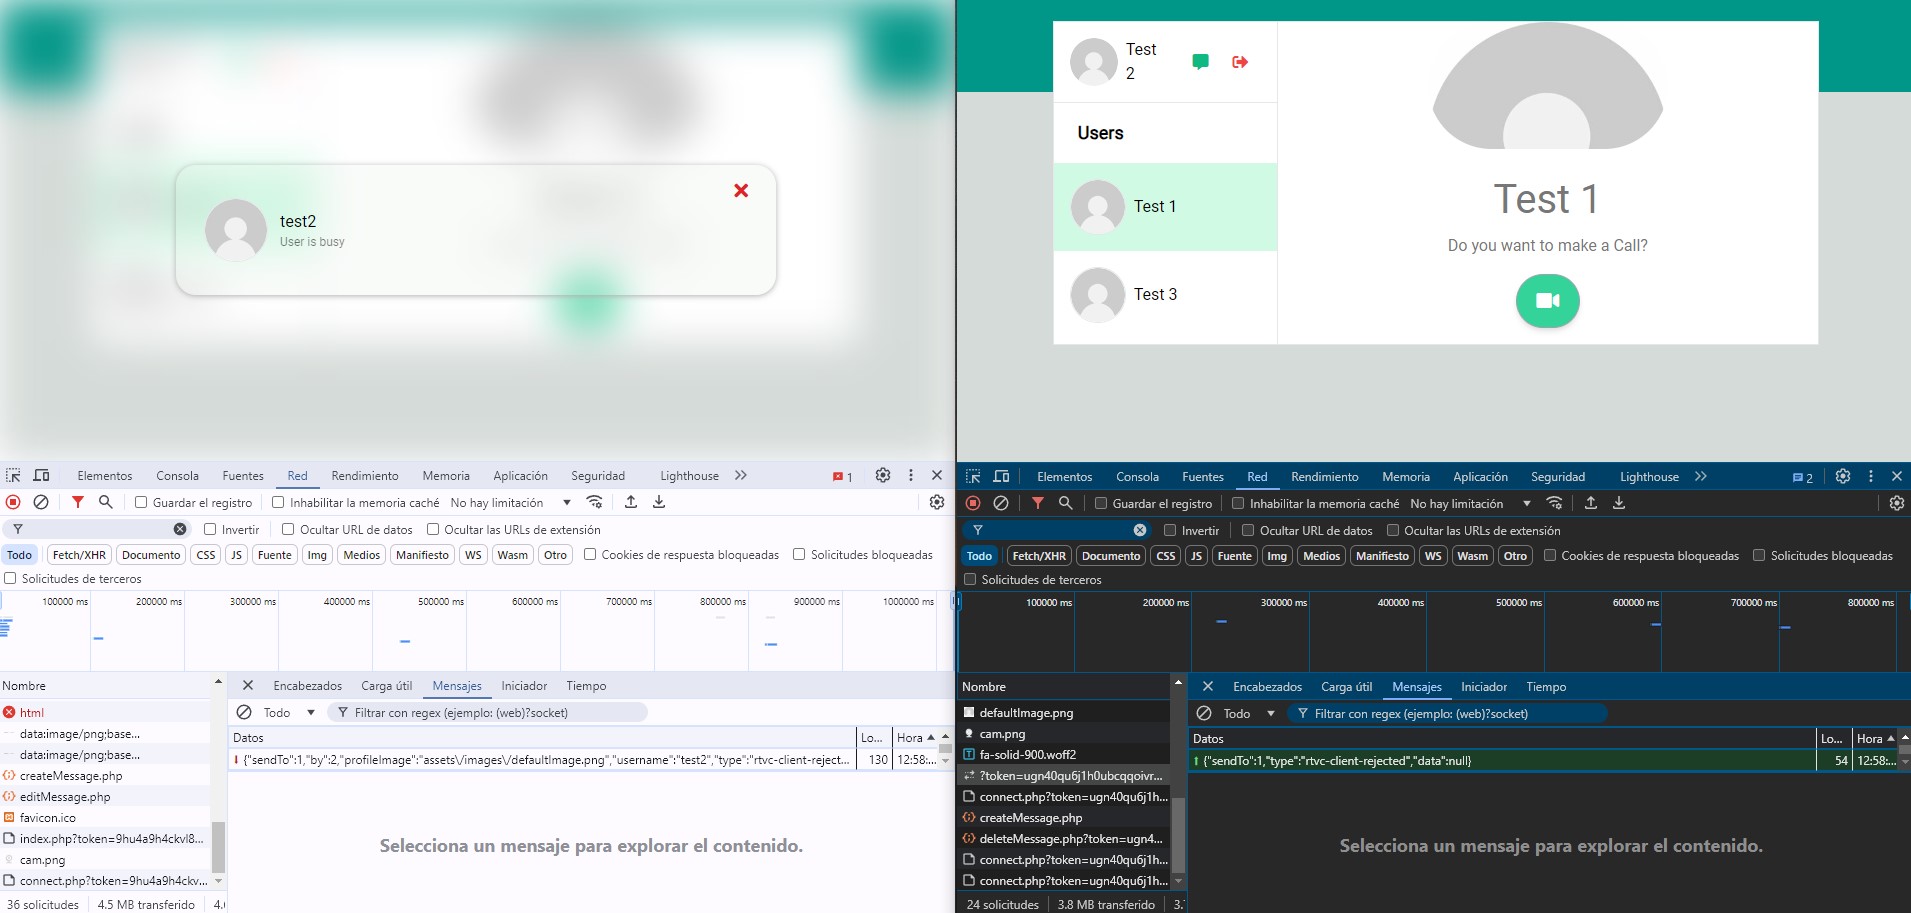 test2
User is busy
Elementos Consola Fuentes Red Rendimiento Memoria Aplicación Seguridad Lighthouse 1
Guardar el registro Inhabilitar la memoria caché No hay limitación
Invertir Ocultar URL de datos Ocultar las URLs de extensión
Todo Fetch/XHR Documento CSS JS Fuente Img Medios Manifiesto WS Wasm Otro Cookies de respuesta bloqueadas Solicitudes bloqueadas
Solicitudes de terceros
100000 ms 200000 ms 300000 ms 400000 ms 500000 ms 600000 ms 700000 ms 800000 ms 900000 ms 1000000 ms
Nombre
html
data:image/png;base...
data:image/png;base...
createMessage.php
editMessage.php
favicon.ico
index.php?token=9hu4a9h4ckvl8...
cam.png
connect.php?token=9hu4a9h4ckv...
36 solicitudes 4.5 MB transferido 4.
Encabezados Carga útil Mensajes Iniciador Tiempo
Todo Filtrar con regex (ejemplo: (web)?socket)
Datos Lo... Hora
{"sendTo":1,"by":2,"profileImage":"assets\/images\/defaultImage.png","username":"test2","type":"rtvc-client-reject... 130 12:58:...
Selecciona un mensaje para explorar el contenido.
Test
2
Users
Test 1
Test 3
Test 1
Do you want to make a Call?
Elementos Consola Fuentes Red Rendimiento Memoria Aplicación Seguridad Lighthouse 2
Guardar el registro Inhabilitar la memoria caché No hay limitación
Invertir Ocultar URL de datos Ocultar las URLs de extensión
Todo Fetch/XHR Documento CSS JS Fuente Img Medios Manifiesto WS Wasm Otro Cookies de respuesta bloqueadas Solicitudes bloqueadas
Solicitudes de terceros
100000 ms 200000 ms 300000 ms 400000 ms 500000 ms 600000 ms 700000 ms 800000 ms
Nombre
defaultImage.png
cam.png
fa-solid-900.woff2
?token=ugn40qu6j1h0ubcqqoivr...
connect.php?token=ugn40qu6j1h...
createMessage.php
deleteMessage.php?token=ugn4...
connect.php?token=ugn40qu6j1h...
connect.php?token=ugn40qu6j1h...
24 solicitudes 3.8 MB transferido 3.
Encabezados Carga útil Mensajes Iniciador Tiempo
Todo Filtrar con regex (ejemplo: (web)?socket)
Datos Lo... Hora
{"sendTo":1,"type":"rtvc-client-rejected","data":null} 54 12:58:...
Selecciona un mensaje para explorar el contenido.